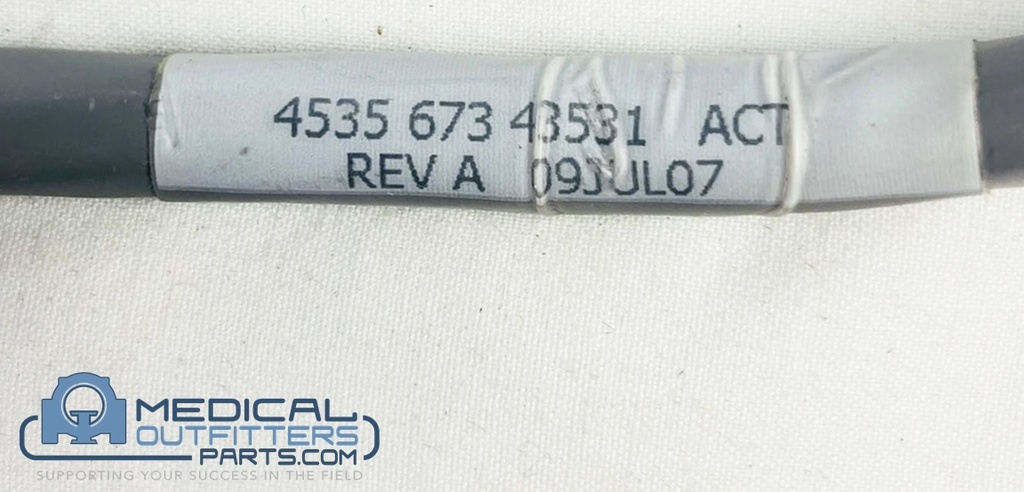 4535 673 43531 ACT
REV A 09JUL07
MEDICAL
OUTFITTERS
PARTS.COM
SUPPORTING YOUR SUCCESS IN THE FIELD